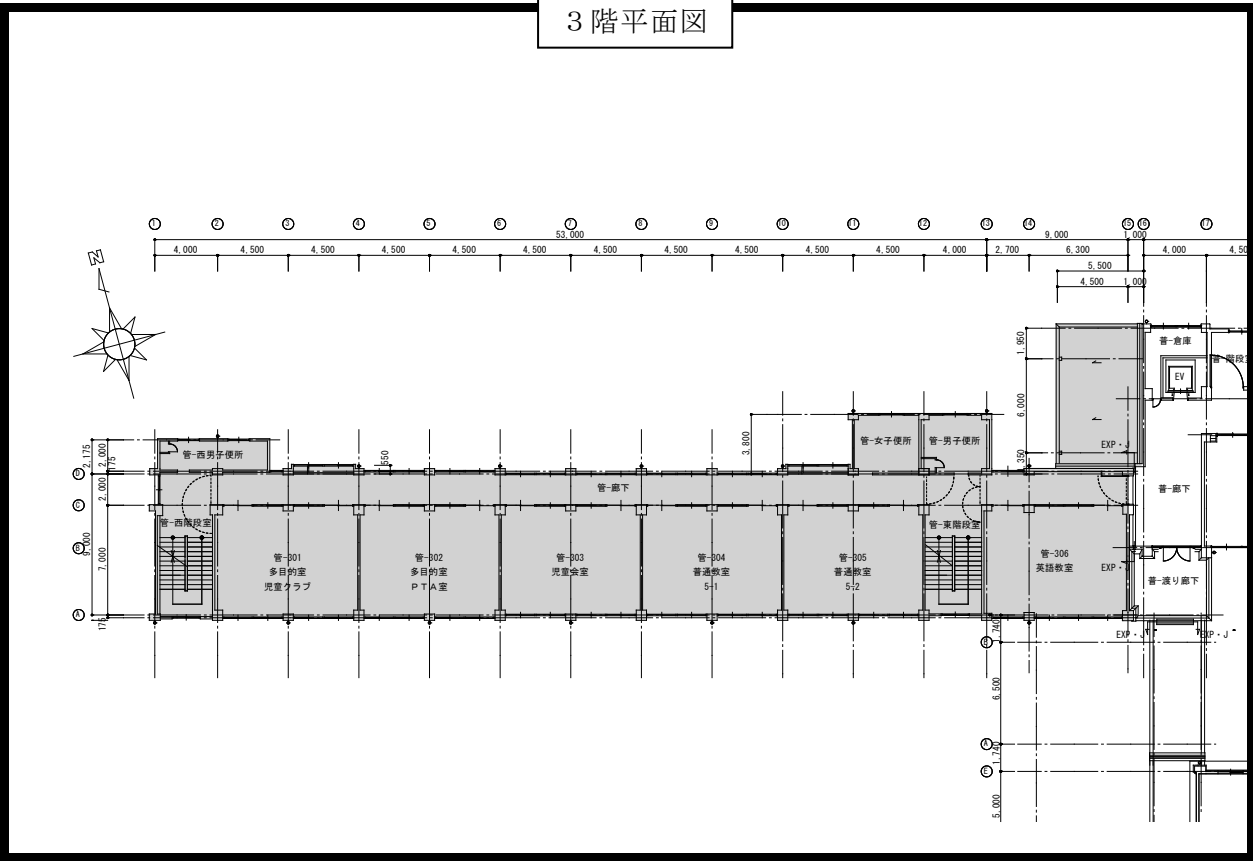 ３階平面図
① ② ③ ④ ⑤ ⑥ ⑦ ⑧ ⑨ ⑩ ⑪ ⑫ ⑬ ⑭ ⑮ ⑯ ⑰
53,000 9,000 1,000
4,000 4,500 4,500 4,500 4,500 4,500 4,500 4,500 4,500 4,500 4,500 4,000 2,700 6,300 4,000
5,500
4,500 1,000
N
1,950
6,000
1,350
普-倉庫
EV
普-階段室
EXP・J
普-廊下
3,800
管-女子便所 管-男子便所
管-西男子便所
550
2,175 2,000
175
D
2,000
C
管-廊下
管-西階段室
管-東階段室
B
9,000
7,000
管-301
多目的室
児童クラブ
管-302
多目的室
ＰＴＡ室
管-303
児童会室
管-304
普通教室
5-1
管-305
普通教室
5-2
管-306
英語教室
EXP・J
普-渡り廊下
A
175
EXP・J EXP・J
1,740
B
6,500
A
1,740
E
5,000